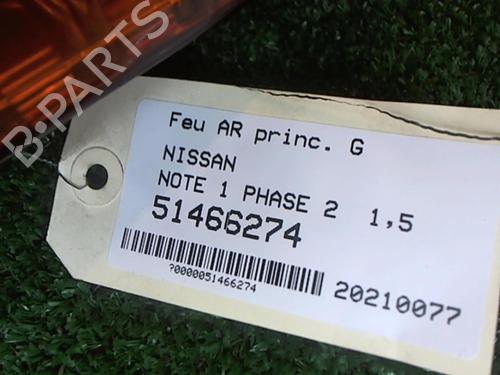 B-PARTS
Feu AR princ. G
NISSAN
NOTE 1 PHASE 2 1,5
51466274
?0000051466274
20210077